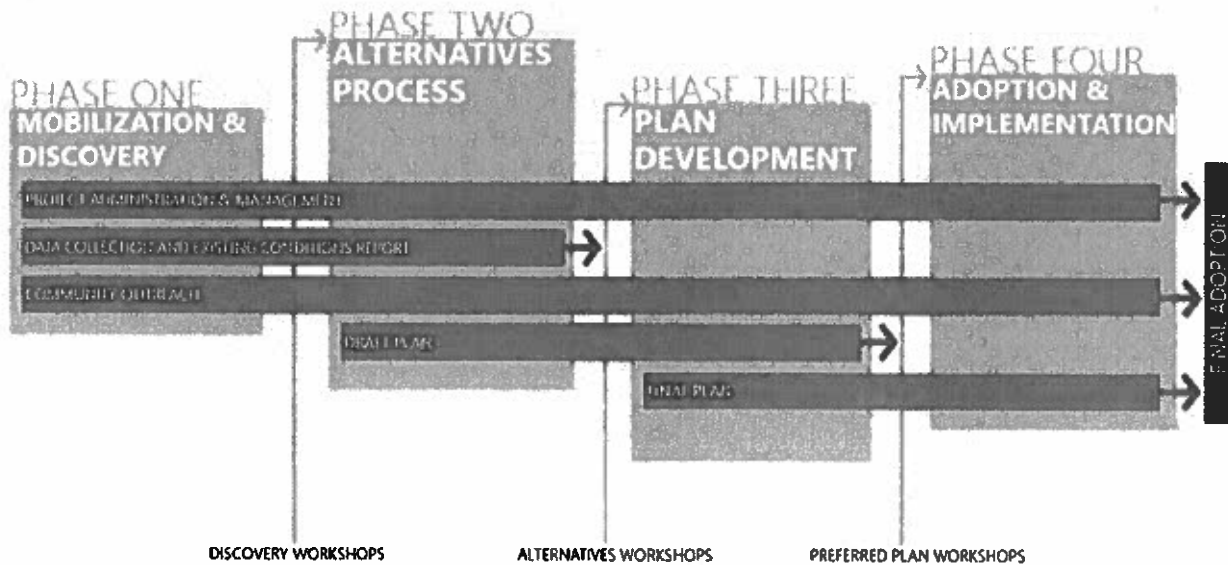 PHASE ONE
MOBILIZATION &
DISCOVERY
PHASE TWO
ALTERNATIVES
PROCESS
PHASE THREE
PLAN
DEVELOPMENT
PHASE FOUR
ADOPTION &
IMPLEMENTATION
PROJECT ADMINISTRATION & MANAGEMENT
DATA COLLECTION AND EXISTING CONDITIONS REPORT
COMMUNITY OUTREACH
DRAFT PLAN
FINAL PLAN
FINAL ADOPTION
DISCOVERY WORKSHOPS
ALTERNATIVES WORKSHOPS
PREFERRED PLAN WORKSHOPS